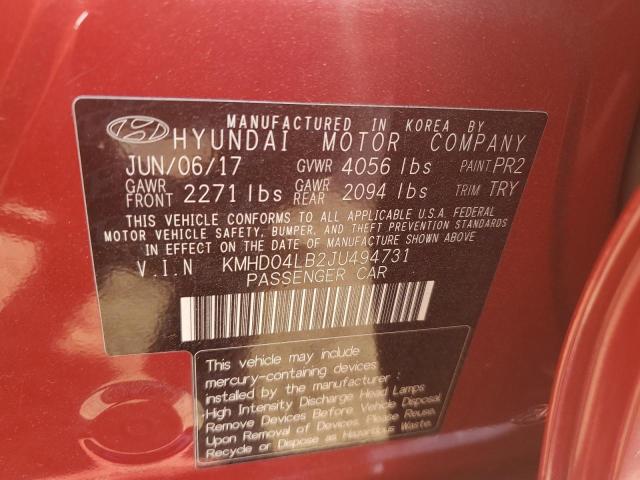 MANUFACTURED IN KOREA BY
HYUNDAI MOTOR COMPANY
JUN/06/17 GVWR 4056 lbs PAINT PR2
GAWR FRONT 2271 lbs GAWR REAR 2094 lbs TRIM TRY
THIS VEHICLE CONFORMS TO ALL APPLICABLE U.S.A. FEDERAL
MOTOR VEHICLE SAFETY, BUMPER, AND THEFT PREVENTION STANDARDS
IN EFFECT ON THE DATE OF MANUFACTURE SHOWN ABOVE.
V.I.N KMHD04LB2JU494731
PASSENGER CAR
This vehicle may include
mercury-containing devices
installed by the manufacturer :
High Intensity Discharge Head Lamps
Remove Devices Before Vehicle Disposal.
Upon Removal of Devices, Please Reuse,
Recycle or Dispose as Hazardous Waste.